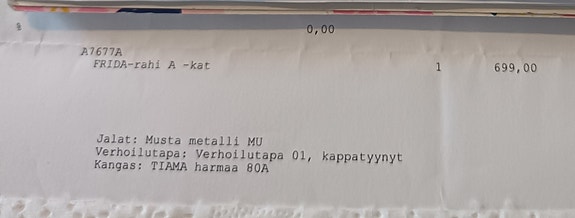 %
0,00
A7677A
FRIDA-rahi A -kat 1 699,00
Jalat: Musta metalli MU
Verhoilutapa: Verhoilutapa 01, kappatyynyt
Kangas: TIAMA harmaa 80A